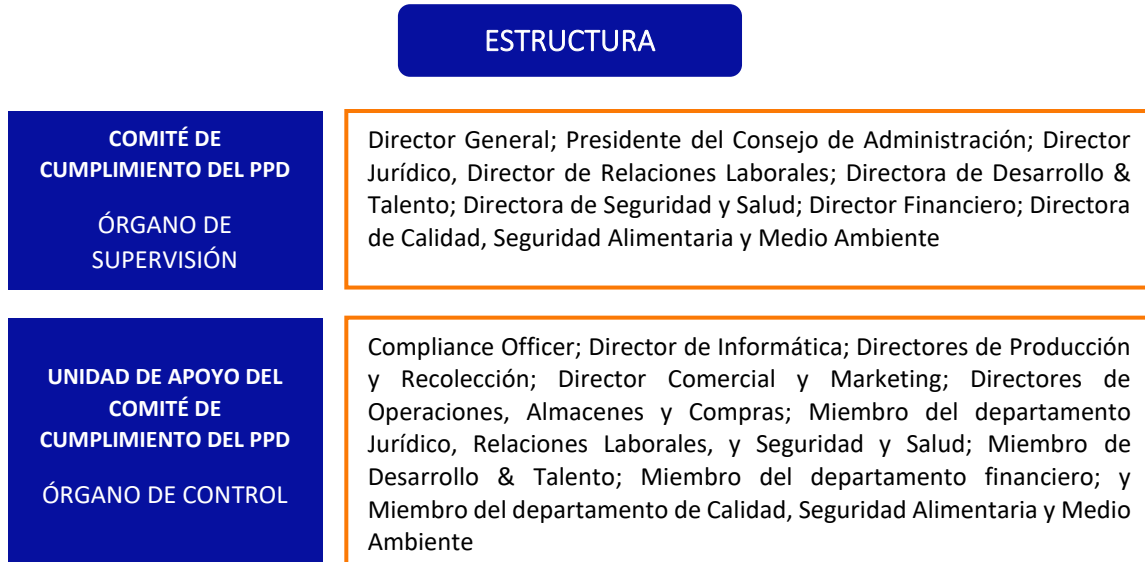 ESTRUCTURA
COMITÉ DE
CUMPLIMIENTO DEL PPD
ÓRGANO DE
SUPERVISIÓN
Director General; Presidente del Consejo de Administración; Director
Jurídico, Director de Relaciones Laborales; Directora de Desarrollo &
Talento; Directora de Seguridad y Salud; Director Financiero; Directora
de Calidad, Seguridad Alimentaria y Medio Ambiente
UNIDAD DE APOYO DEL
COMITÉ DE
CUMPLIMIENTO DEL PPD
ÓRGANO DE CONTROL
Compliance Officer; Director de Informática; Directores de Producción
y Recolección; Director Comercial y Marketing; Directores de
Operaciones, Almacenes y Compras; Miembro del departamento
Jurídico, Relaciones Laborales, y Seguridad y Salud; Miembro de
Desarrollo & Talento; Miembro del departamento financiero; y
Miembro del departamento de Calidad, Seguridad Alimentaria y Medio
Ambiente